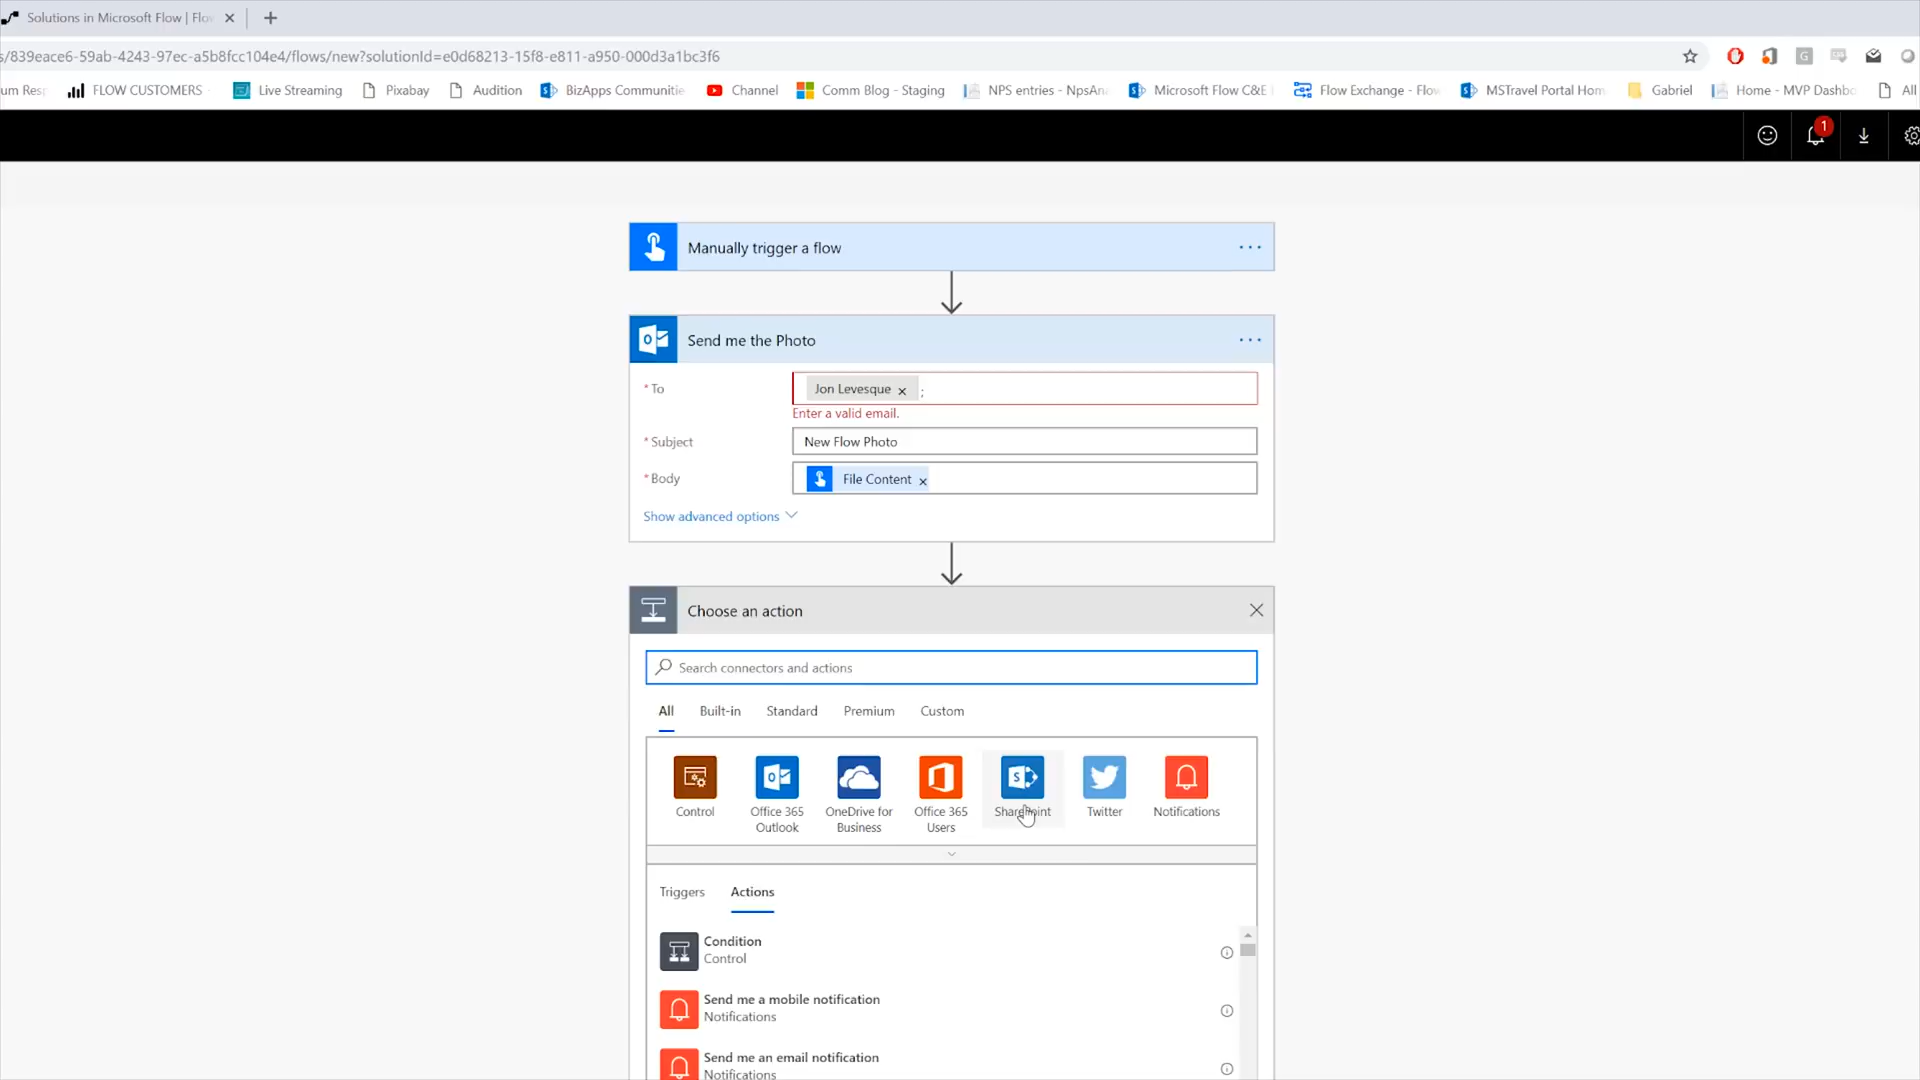 Solutions in Microsoft Flow | Flo
s/839eace6-59ab-4243-97ec-a5b8fcc104e4/flows/new?solutionId=e0d68213-15f8-e811-a950-000d3a1bc3f6
um Resp FLOW CUSTOMERS Live Streaming Pixabay Audition BizApps Communitie Channel Comm Blog - Staging NPS entries - NpsAna Microsoft Flow C&E Flow Exchange - Flow MSTravel Portal Hom Gabriel Home - MVP Dashbo All
1
Manually trigger a flow
Send me the Photo
* To Jon Levesque × ;
Enter a valid email.
* Subject New Flow Photo
* Body File Content ×
Show advanced options
Choose an action
Search connectors and actions
All Built-in Standard Premium Custom
Control Office 365 Outlook OneDrive for Business Office 365 Users SharePoint Twitter Notifications
Triggers Actions
Condition
Control
Send me a mobile notification
Notifications
Send me an email notification
Notifications